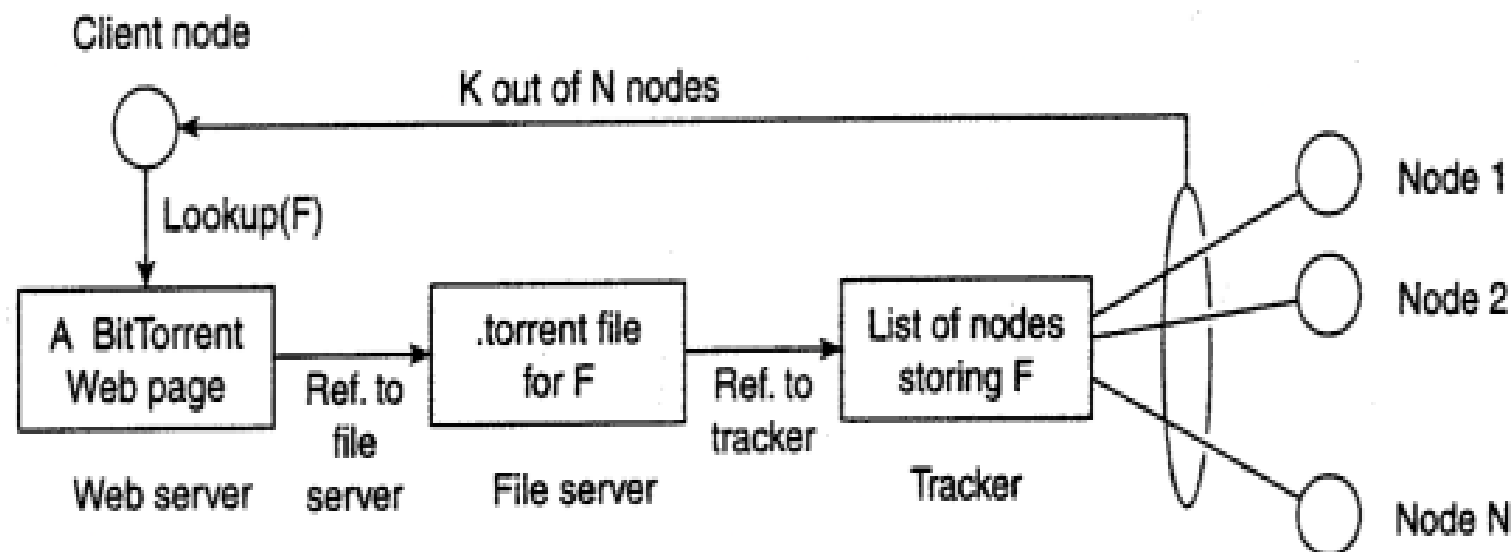 Client node
K out of N nodes
Node 1
Lookup(F)
Node 2
A BitTorrent
Web page
Ref. to
file
server
.torrent file
for F
Ref. to
tracker
List of nodes
storing F
Web server
File server
Tracker
Node N